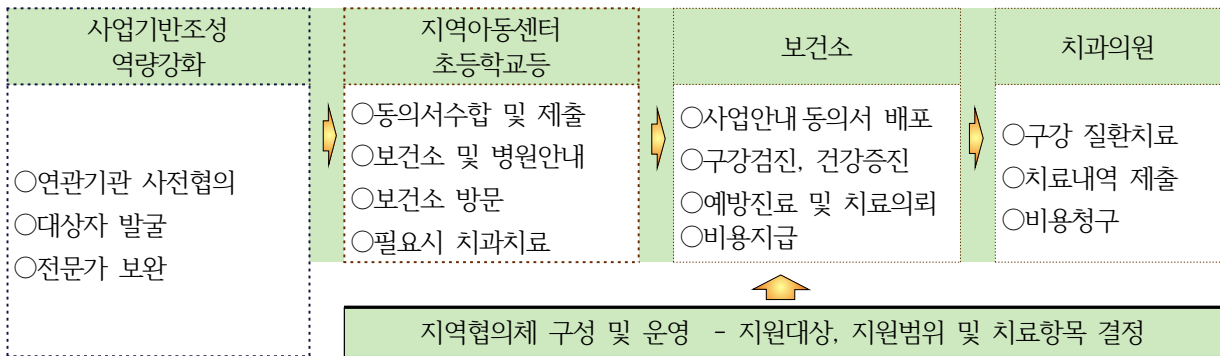 사업기반조성
역량강화
○연관기관 사전협의
○대상자 발굴
○전문가 보완
지역아동센터
초등학교등
○동의서수합 및 제출
○보건소 및 병원안내
○보건소 방문
○필요시 치과치료
보건소
○사업안내 동의서 배포
○구강검진, 건강증진
○예방진료 및 치료의뢰
○비용지급
치과의원
○구강 질환치료
○치료내역 제출
○비용청구
지역협의체 구성 및 운영 - 지원대상, 지원범위 및 치료항목 결정